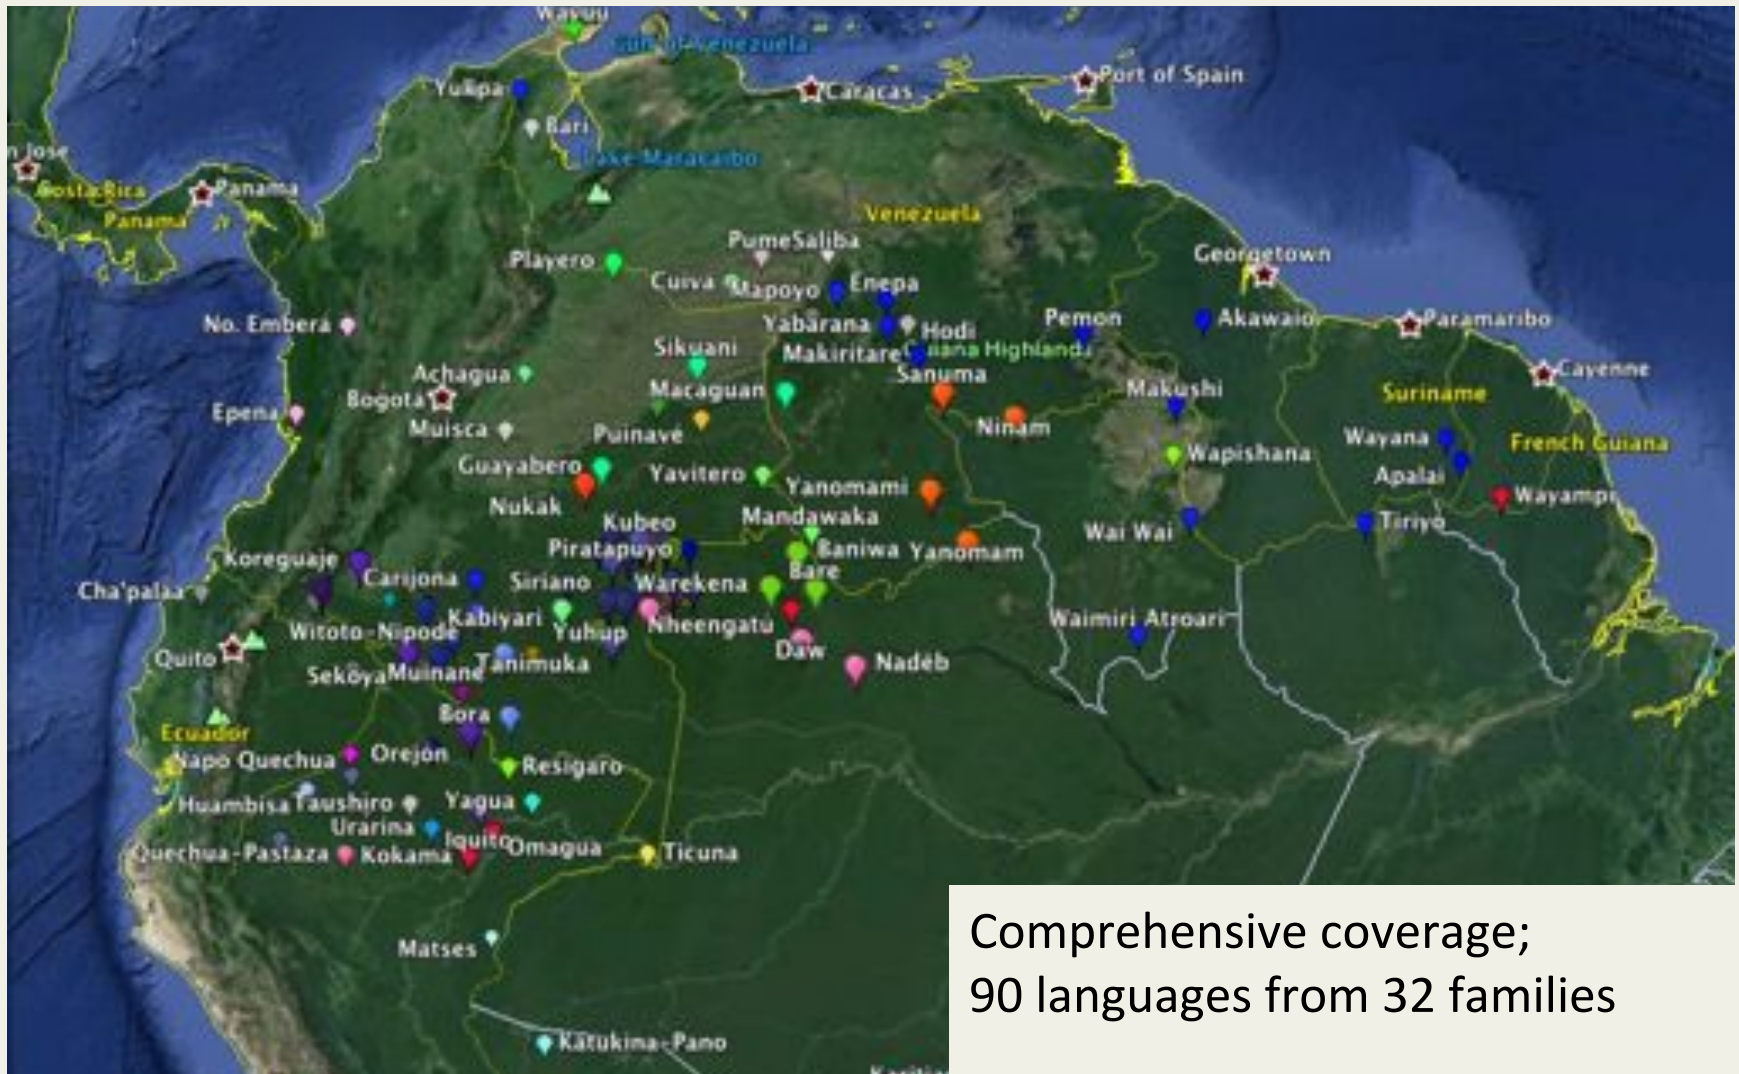 Wayuu
Gulf of Venezuela
Yukpa
Caracas
Port of Spain
Bari
Lake Maracaibo
Costa Rica
Panama
Panama
Venezuela
Playero
Pume
Saliba
Cuiva
Mapoyo
Enepa
Georgetown
No. Embera
Yabarana
Hodi
Pemon
Akawaio
Paramaribo
Sikuani
Makiritare
Guiana Highlands
Achagua
Sanuma
Cayenne
Bogota
Macaguan
Makushi
Suriname
Epena
Muisca
Puinave
Ninam
Wayana
French Guiana
Guayabero
Yavitero
Wapishana
Apalai
Nukak
Yanomami
Wayampi
Kubeo
Mandawaka
Wai Wai
Tiriyo
Koreguaje
Piratapuyo
Baniwa
Yanomam
Cha'palaa
Carijona
Siriano
Warekena
Bare
Kabiyari
Witoto-Nipode
Yuhup
Nheengatu
Waimiri Atroari
Quito
Sekoya
Muinane
Tanimuka
Daw
Nadëb
Bora
Ecuador
Napo Quechua
Orejón
Resigaro
Huambisa
Taushiro
Yagua
Urarina
Iquito
Quechua-Pastaza
Kokama
Omagua
Ticuna
Matses
Katukina-Pano
Comprehensive coverage;
90 languages from 32 families